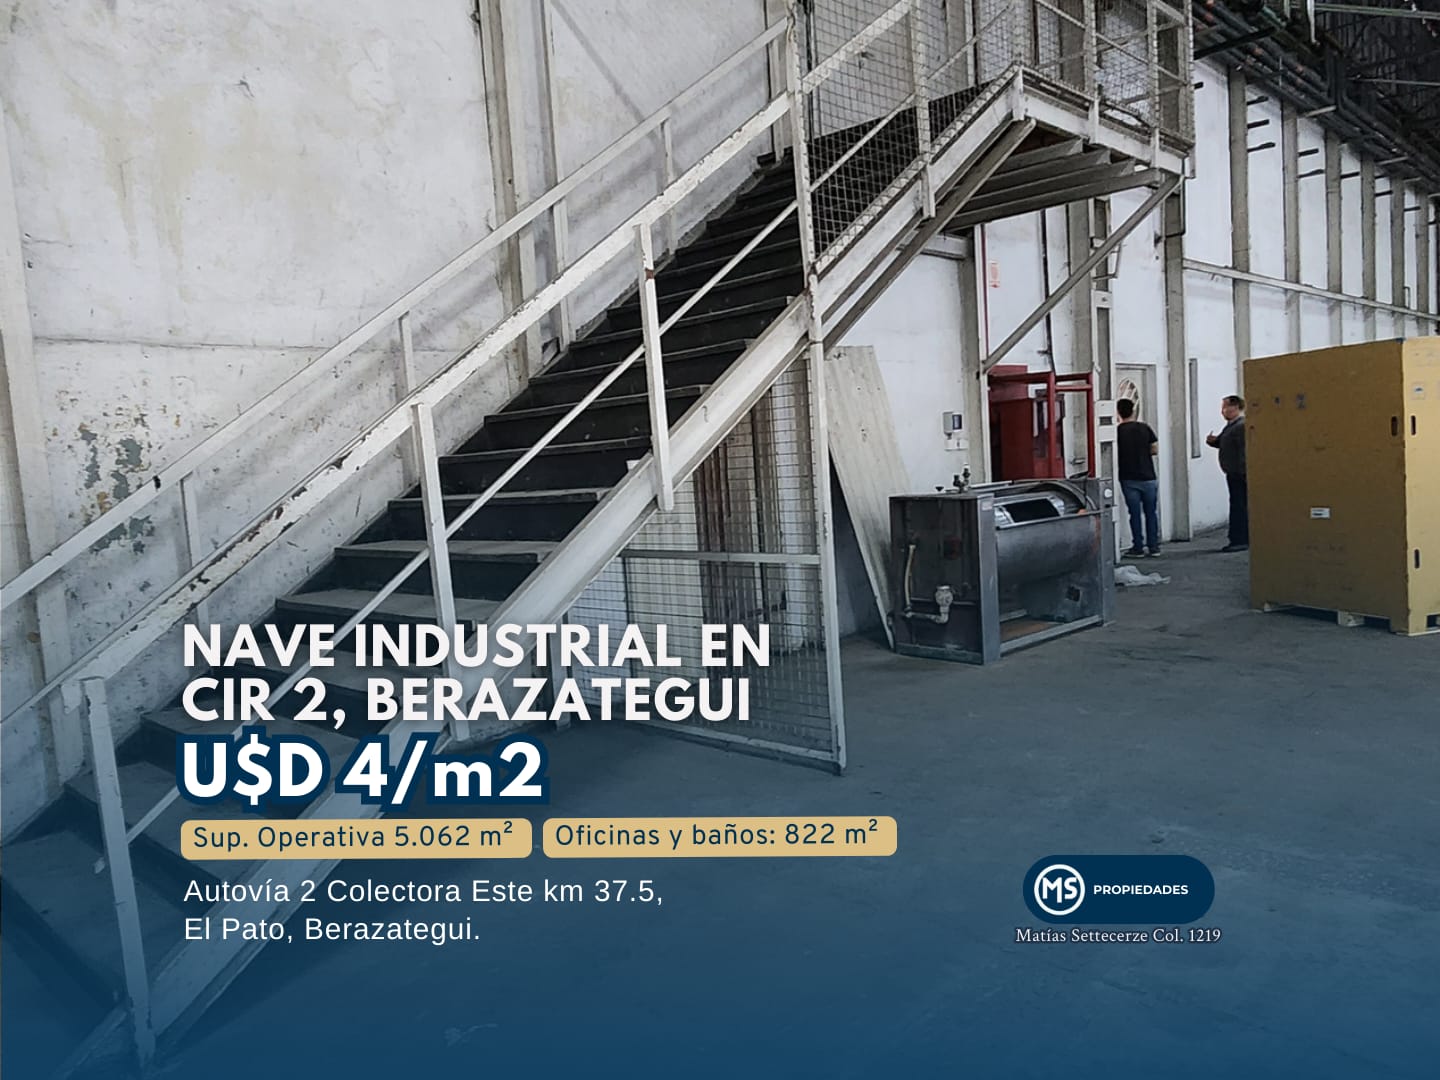 NAVE INDUSTRIAL EN
CIR 2, BERAZATEGUI
U$D 4/m2
Sup. Operativa 5.062 m²
Oficinas y baños: 822 m²
Autovía 2 Colectora Este km 37.5,
El Pato, Berazategui.
MS PROPIEDADES
Matías Settecerze Col. 1219